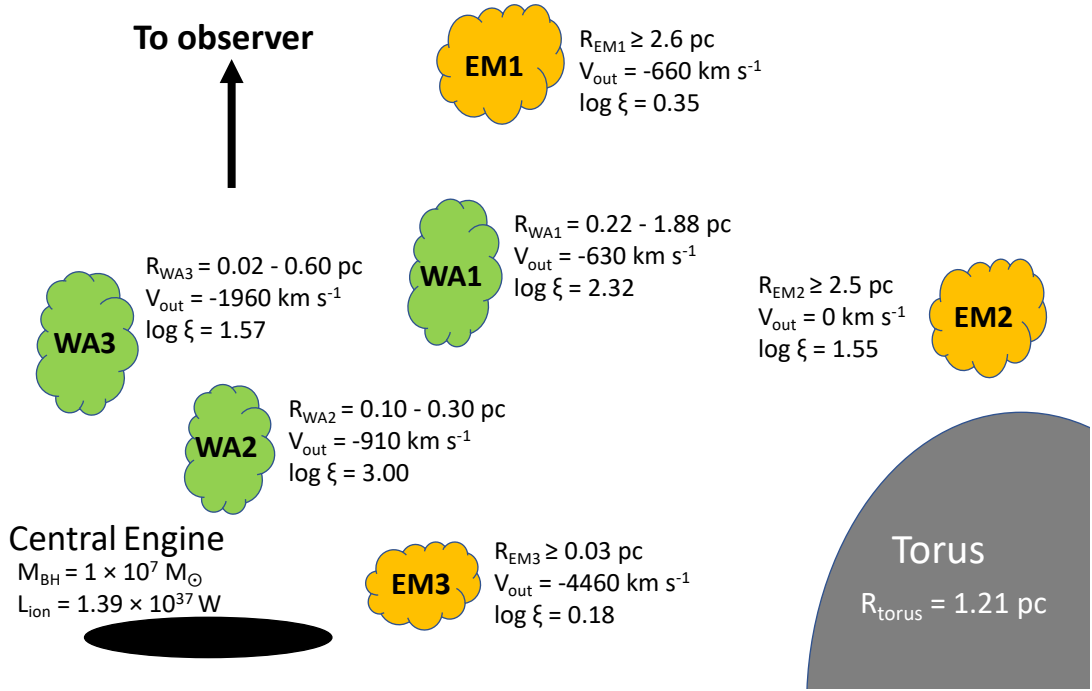 To observer
EM1
R_EM1 ≥ 2.6 pc
V_out = -660 km s⁻¹
log ξ = 0.35
WA1
R_WA1 = 0.22 - 1.88 pc
V_out = -630 km s⁻¹
log ξ = 2.32
WA3
R_WA3 = 0.02 - 0.60 pc
V_out = -1960 km s⁻¹
log ξ = 1.57
R_EM2 ≥ 2.5 pc
V_out = 0 km s⁻¹
log ξ = 1.55
EM2
WA2
R_WA2 = 0.10 - 0.30 pc
V_out = -910 km s⁻¹
log ξ = 3.00
Central Engine
M_BH = 1 × 10⁷ M_☉
L_ion = 1.39 × 10³⁷ W
EM3
R_EM3 ≥ 0.03 pc
V_out = -4460 km s⁻¹
log ξ = 0.18
Torus
R_torus = 1.21 pc